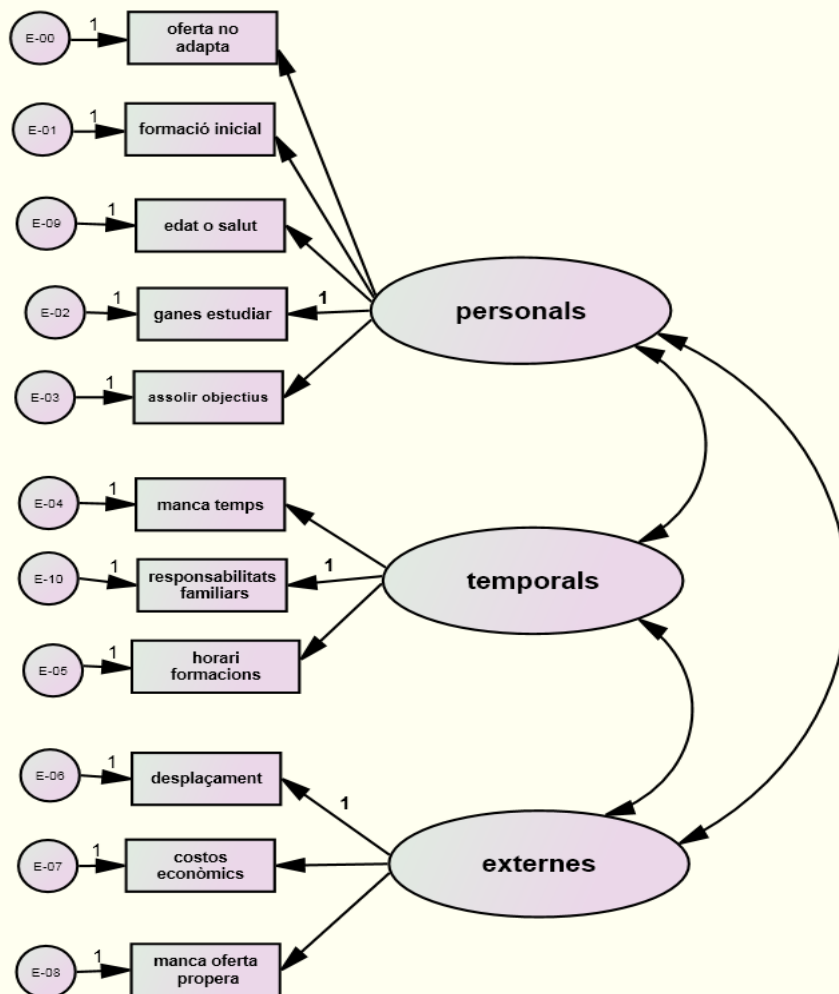 E-00
1
oferta no
adapta
E-01
1
formació inicial
E-09
1
edat o salut
E-02
1
ganes estudiar
1
personals
E-03
1
assolir objectius
E-04
1
manca temps
E-10
1
responsabilitats
familiars
1
temporals
E-05
1
horari
formacions
E-06
1
desplaçament
1
E-07
1
costos
econòmics
externes
E-08
1
manca oferta
propera